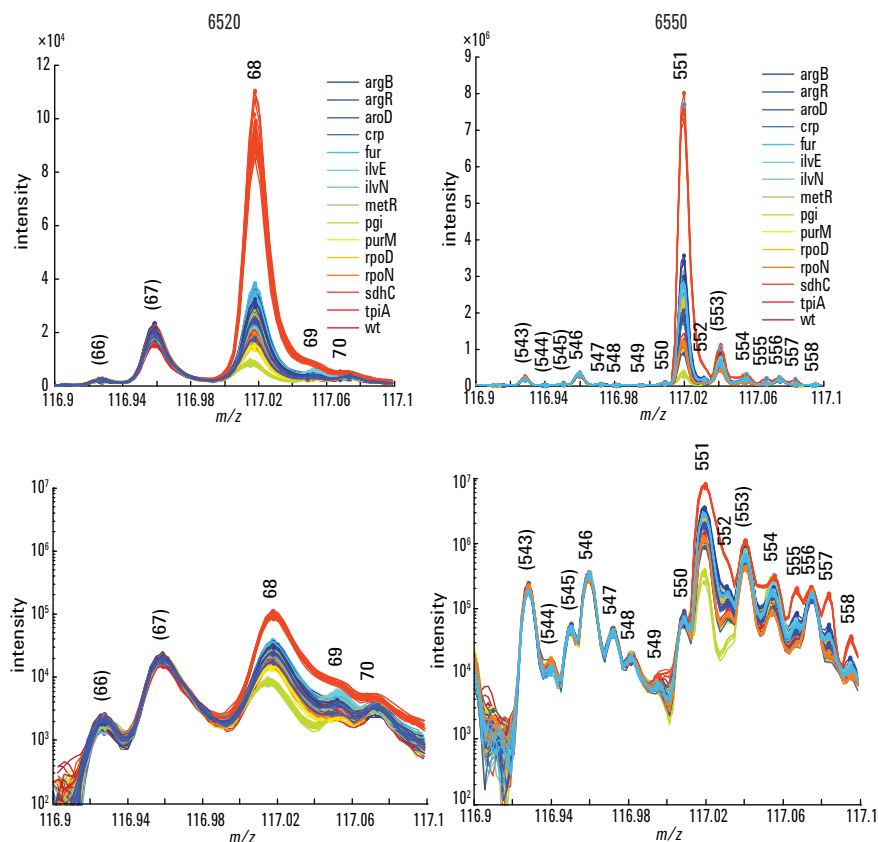 6520
×10⁴
12
10
8
6
4
2
0
intensity
(66)
(67)
68
69
70
argB
argR
aroD
crp
fur
ilvE
ilvN
metR
pgi
purM
rpoD
rpoN
sdhC
tpiA
wt
116.9
116.94
116.98
117.02
117.06
117.1
m/z
6550
×10⁶
9
8
7
6
5
4
3
2
1
0
intensity
(543)
(544)
(545)
546
547
548
549
550
551
552
(553)
554
555
556
557
558
argB
argR
aroD
crp
fur
ilvE
ilvN
metR
pgi
purM
rpoD
rpoN
sdhC
tpiA
wt
116.9
116.94
116.98
117.02
117.06
117.1
m/z
10⁷
10⁶
10⁵
10⁴
10³
10²
intensity
(66)
(67)
68
69
70
116.9
116.94
116.98
117.02
117.06
117.1
m/z
10⁷
10⁶
10⁵
10⁴
10³
10²
intensity
(543)
(544)
(545)
546
547
548
549
550
551
552
(553)
554
555
556
557
558
116.9
116.94
116.98
117.02
117.06
117.1
m/z